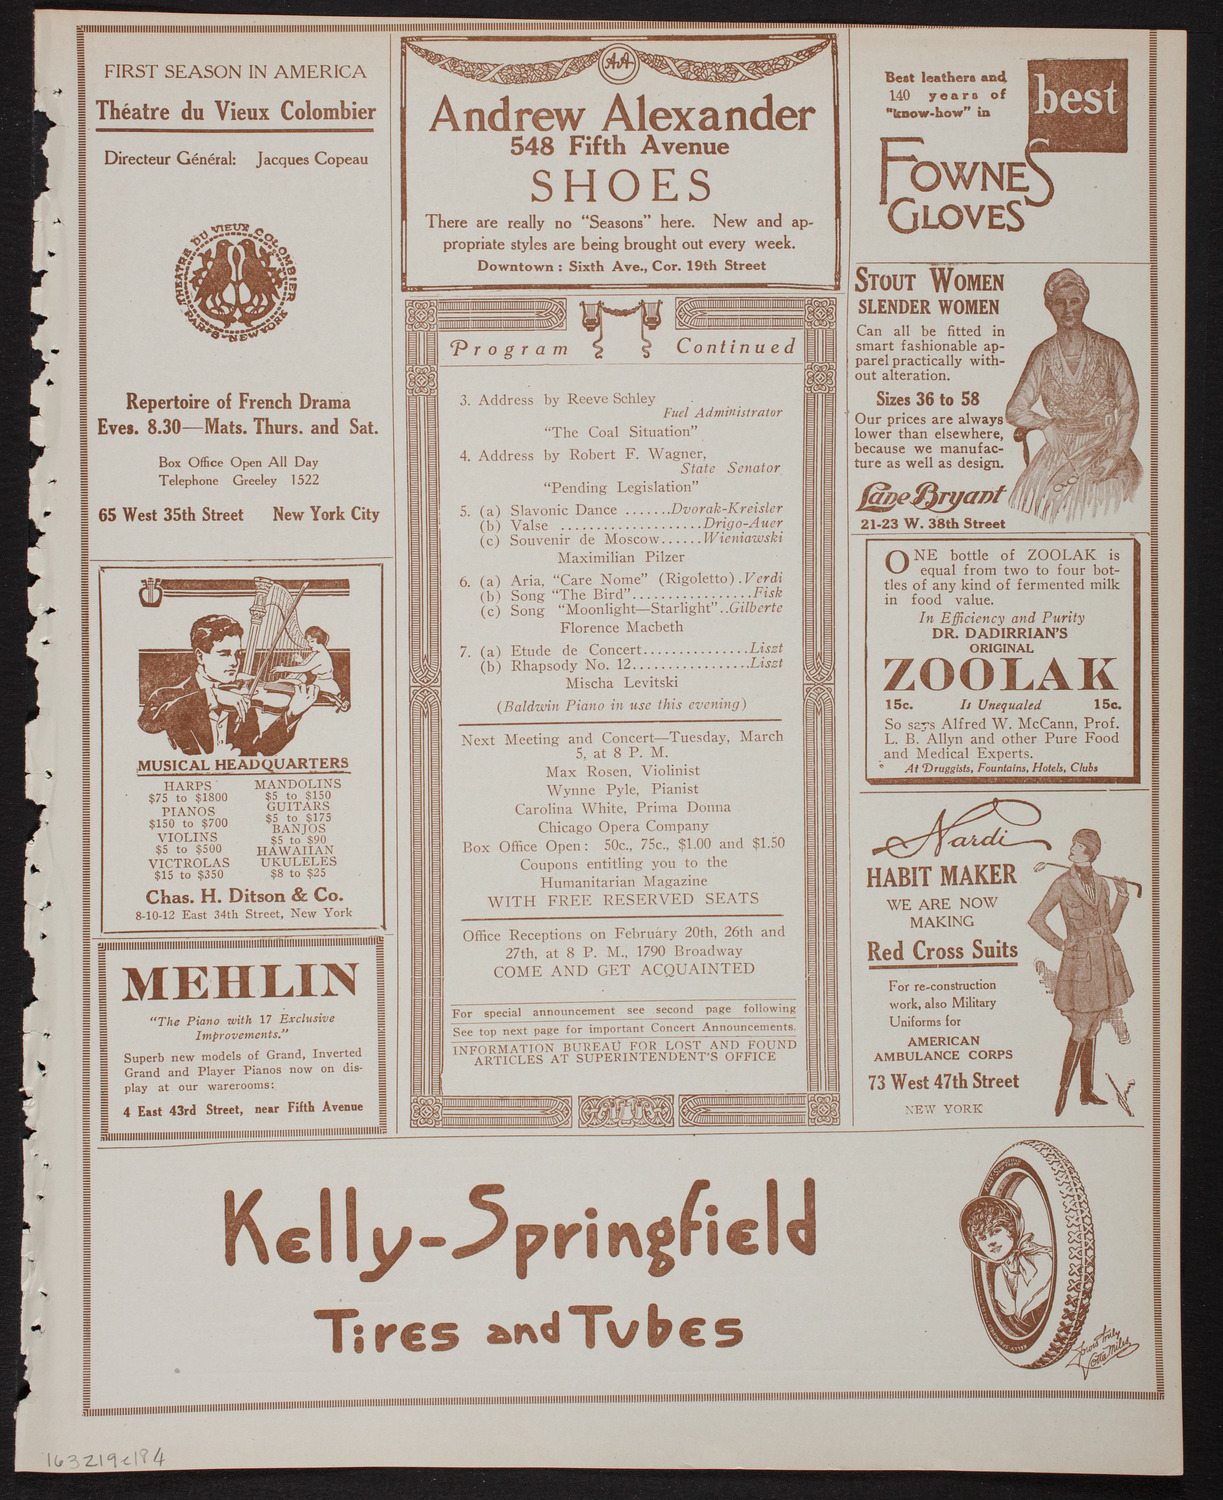 FIRST SEASON IN AMERICA
Théatre du Vieux Colombier
Directeur Général: Jacques Copeau
THÉATRE DU VIEUX COLOMBIER
PARIS-NEW YORK
Repertoire of French Drama
Eves. 8.30—Mats. Thurs. and Sat.
Box Office Open All Day
Telephone Greeley 1522
65 West 35th Street New York City
MUSICAL HEADQUARTERS
HARPS
$75 to $1800
PIANOS
$150 to $700
VIOLINS
$5 to $500
VICTROLAS
$15 to $350
MANDOLINS
$5 to $150
GUITARS
$5 to $175
BANJOS
$5 to $90
HAWAIIAN
UKULELES
$8 to $25
Chas. H. Ditson & Co.
8-10-12 East 34th Street, New York
MEHLIN
"The Piano with 17 Exclusive
Improvements."
Superb new models of Grand, Inverted
Grand and Player Pianos now on dis-
play at our warerooms:
4 East 43rd Street, near Fifth Avenue
AA
Andrew Alexander
548 Fifth Avenue
SHOES
There are really no "Seasons" here. New and ap-
propriate styles are being brought out every week.
Downtown: Sixth Ave., Cor. 19th Street
Program Continued
3. Address by Reeve Schley
Fuel Administrator
"The Coal Situation"
4. Address by Robert F. Wagner,
State Senator
"Pending Legislation"
5. (a) Slavonic Dance .......Dvorak-Kreisler
(b) Valse .....................Drigo-Auer
(c) Souvenir de Moscow......Wieniawski
Maximilian Pilzer
6. (a) Aria, "Care Nome" (Rigoletto).Verdi
(b) Song "The Bird".................Fisk
(c) Song "Moonlight—Starlight"..Gilberte
Florence Macbeth
7. (a) Etude de Concert...............Liszt
(b) Rhapsody No. 12.................Liszt
Mischa Levitski
(Baldwin Piano in use this evening)
Next Meeting and Concert—Tuesday, March
5, at 8 P. M.
Max Rosen, Violinist
Wynne Pyle, Pianist
Carolina White, Prima Donna
Chicago Opera Company
Box Office Open: 50c., 75c., $1.00 and $1.50
Coupons entitling you to the
Humanitarian Magazine
WITH FREE RESERVED SEATS
Office Receptions on February 20th, 26th and
27th, at 8 P. M., 1790 Broadway
COME AND GET ACQUAINTED
For special announcement see second page following
See top next page for important Concert Announcements.
INFORMATION BUREAU FOR LOST AND FOUND
ARTICLES AT SUPERINTENDENT'S OFFICE
Best leathers and
140 years of
"know-how" in
best
FOWNES
GLOVES
STOUT WOMEN
SLENDER WOMEN
Can all be fitted in
smart fashionable ap-
parel practically with-
out alteration.
Sizes 36 to 58
Our prices are always
lower than elsewhere,
because we manufac-
ture as well as design.
Lane Bryant
21-23 W. 38th Street
ONE bottle of ZOOLAK is
equal from two to four bot-
tles of any kind of fermented milk
in food value.
In Efficiency and Purity
DR. DADIRRIAN'S
ORIGINAL
ZOOLAK
15c. Is Unequaled 15c.
So says Alfred W. McCann, Prof.
L. B. Allyn and other Pure Food
and Medical Experts.
At Druggists, Fountains, Hotels, Clubs
Nardi
HABIT MAKER
WE ARE NOW
MAKING
Red Cross Suits
For re-construction
work, also Military
Uniforms for
AMERICAN
AMBULANCE CORPS
73 West 47th Street
NEW YORK
Kelly-Springfield
Tires and Tubes
Yours truly
Lotta Miles
163219c184